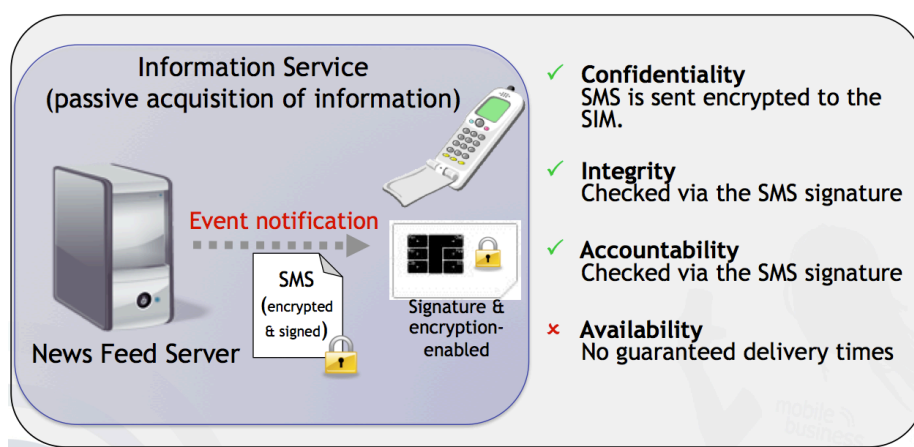 Information Service
(passive acquisition of information)
Event notification
SMS
(encrypted
& signed)
News Feed Server
Signature &
encryption-
enabled
✓ Confidentiality
SMS is sent encrypted to the
SIM.
✓ Integrity
Checked via the SMS signature
✓ Accountability
Checked via the SMS signature
× Availability
No guaranteed delivery times
mobile
business